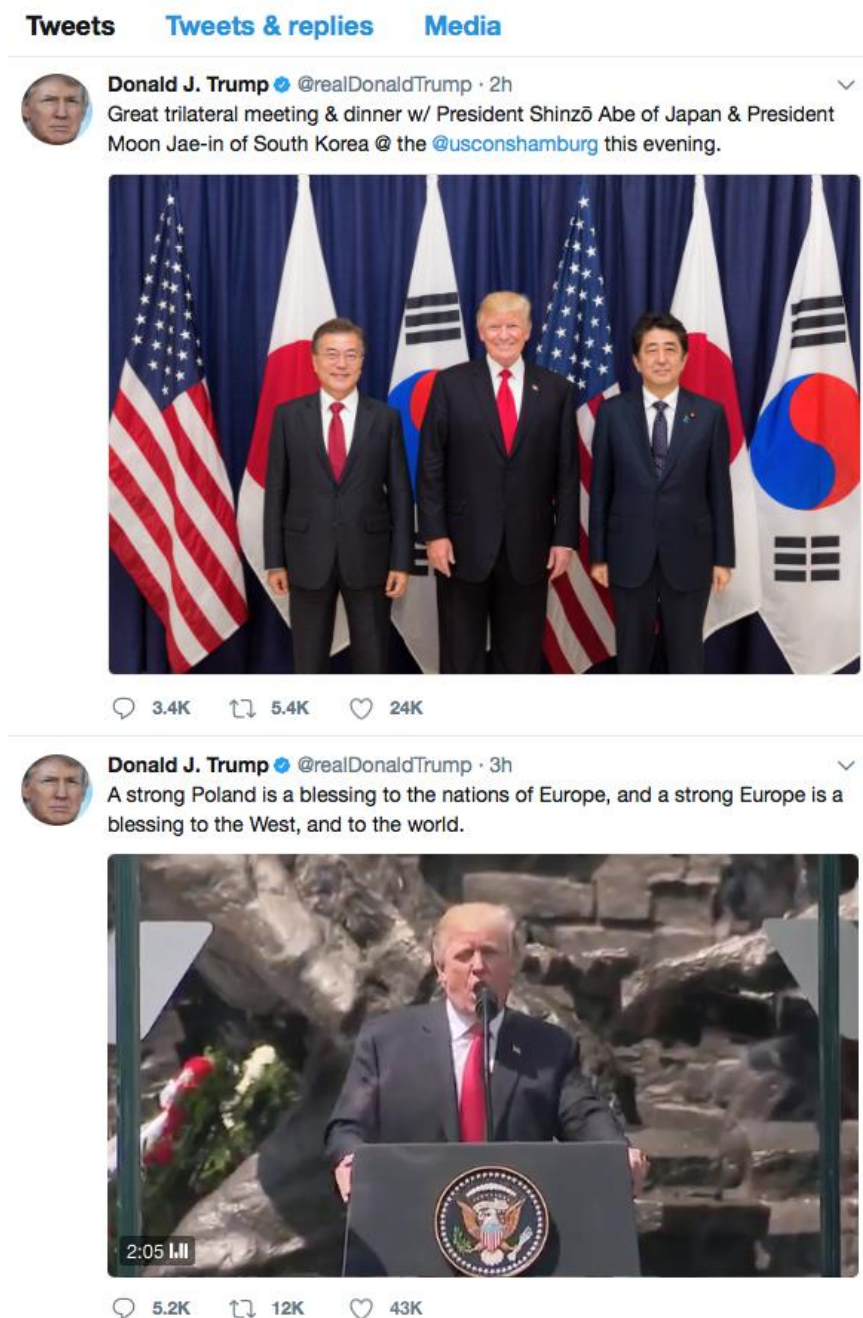 Tweets Tweets & replies Media
Donald J. Trump @realDonaldTrump · 2h
Great trilateral meeting & dinner w/ President Shinzō Abe of Japan & President
Moon Jae-in of South Korea @ the @usconshamburg this evening.
3.4K 5.4K 24K
Donald J. Trump @realDonaldTrump · 3h
A strong Poland is a blessing to the nations of Europe, and a strong Europe is a
blessing to the West, and to the world.
2:05
5.2K 12K 43K